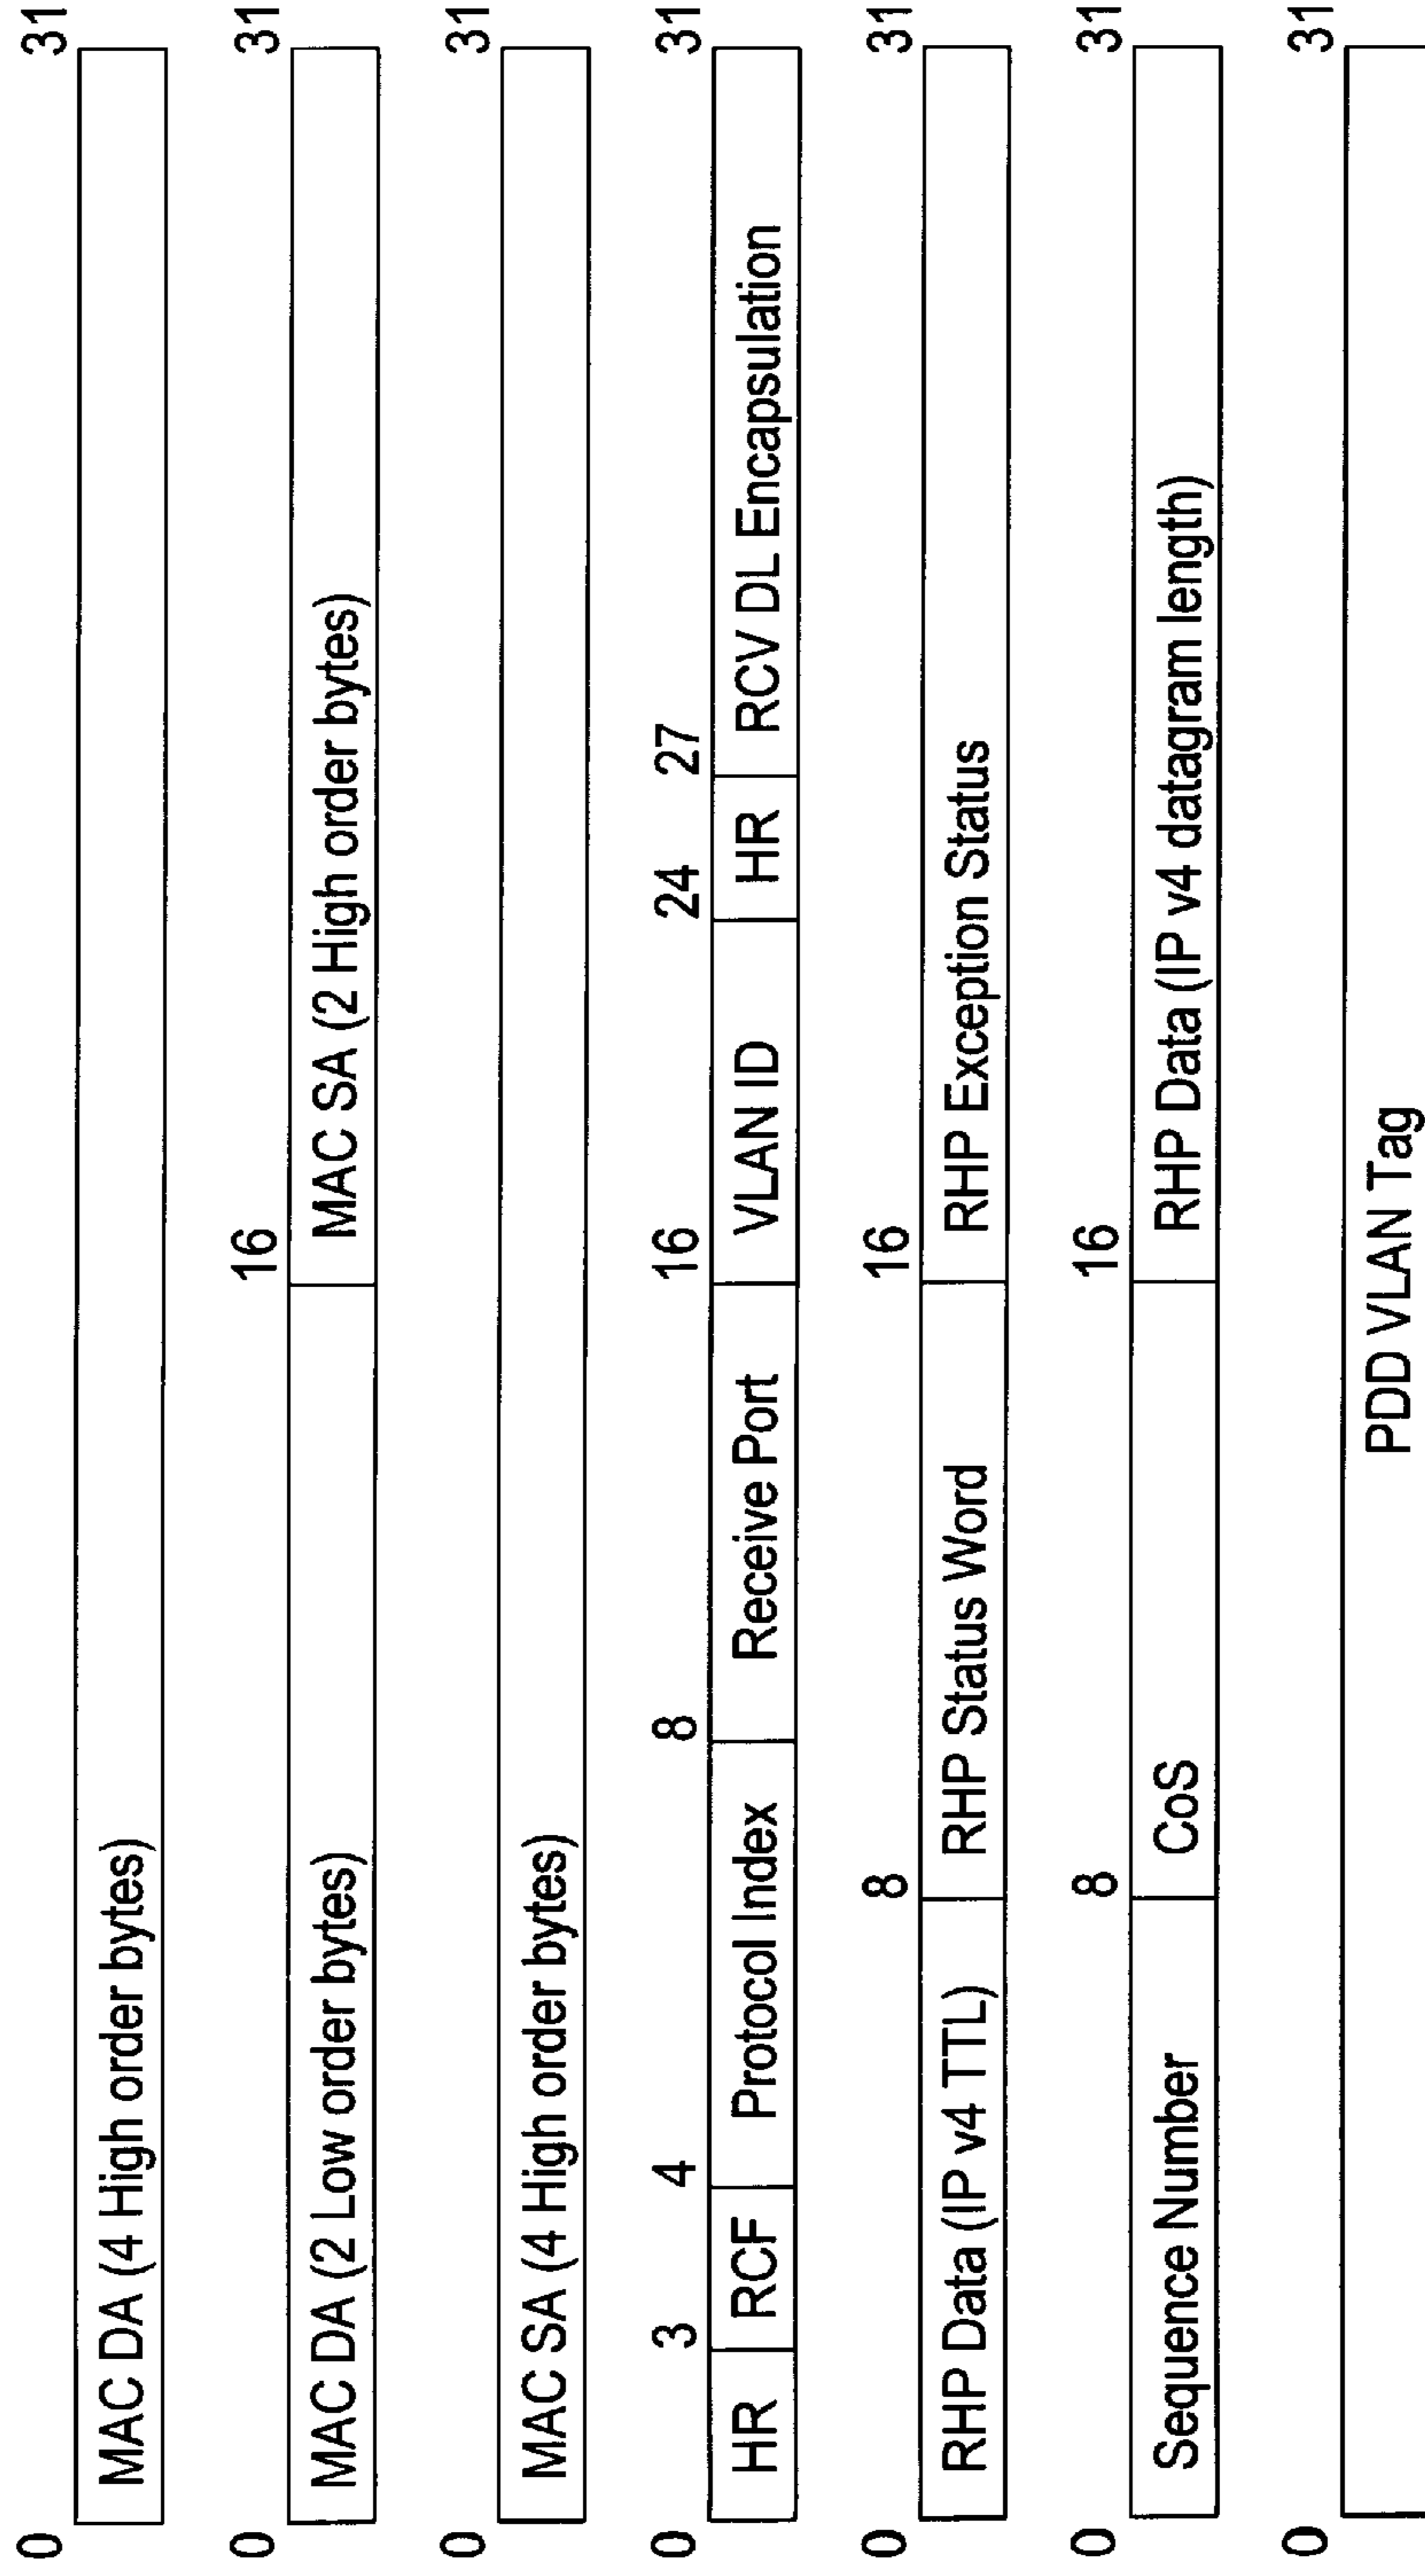 0 31
MAC DA (4 High order bytes)
0 16 31
MAC DA (2 Low order bytes) MAC SA (2 High order bytes)
0 31
MAC SA (4 High order bytes)
0 3 4 8 16 24 27 31
HR RCF Protocol Index Receive Port VLAN ID HR RCV DL Encapsulation
0 8 16 31
RHP Data (IP v4 TTL) RHP Status Word RHP Exception Status
0 8 16 31
Sequence Number CoS RHP Data (IP v4 datagram length)
0 31
PDD VLAN Tag